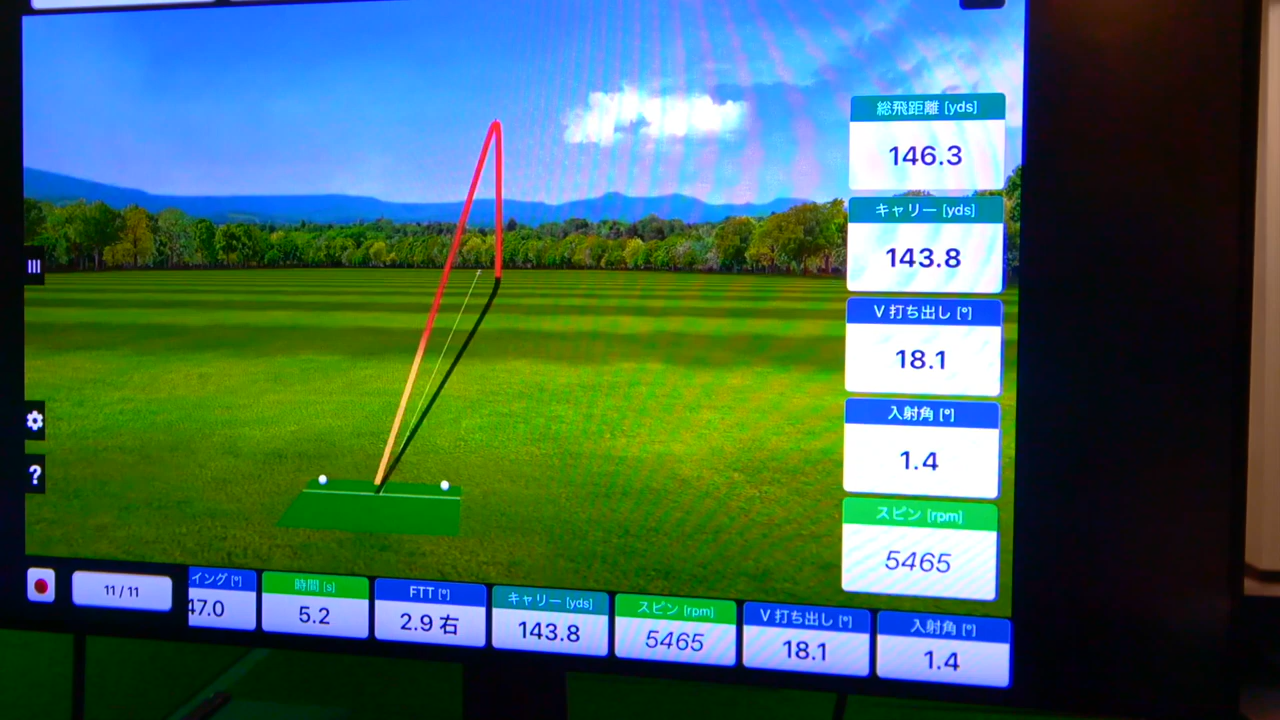 総飛距離 [yds]
146.3
キャリー [yds]
143.8
V 打ち出し [°]
18.1
入射角 [°]
1.4
スピン [rpm]
5465
?
11 / 11
イング [°]
47.0
時間 [s]
5.2
FTT [°]
2.9 右
キャリー [yds]
143.8
スピン [rpm]
5465
V 打ち出し [°]
18.1
入射角 [°]
1.4